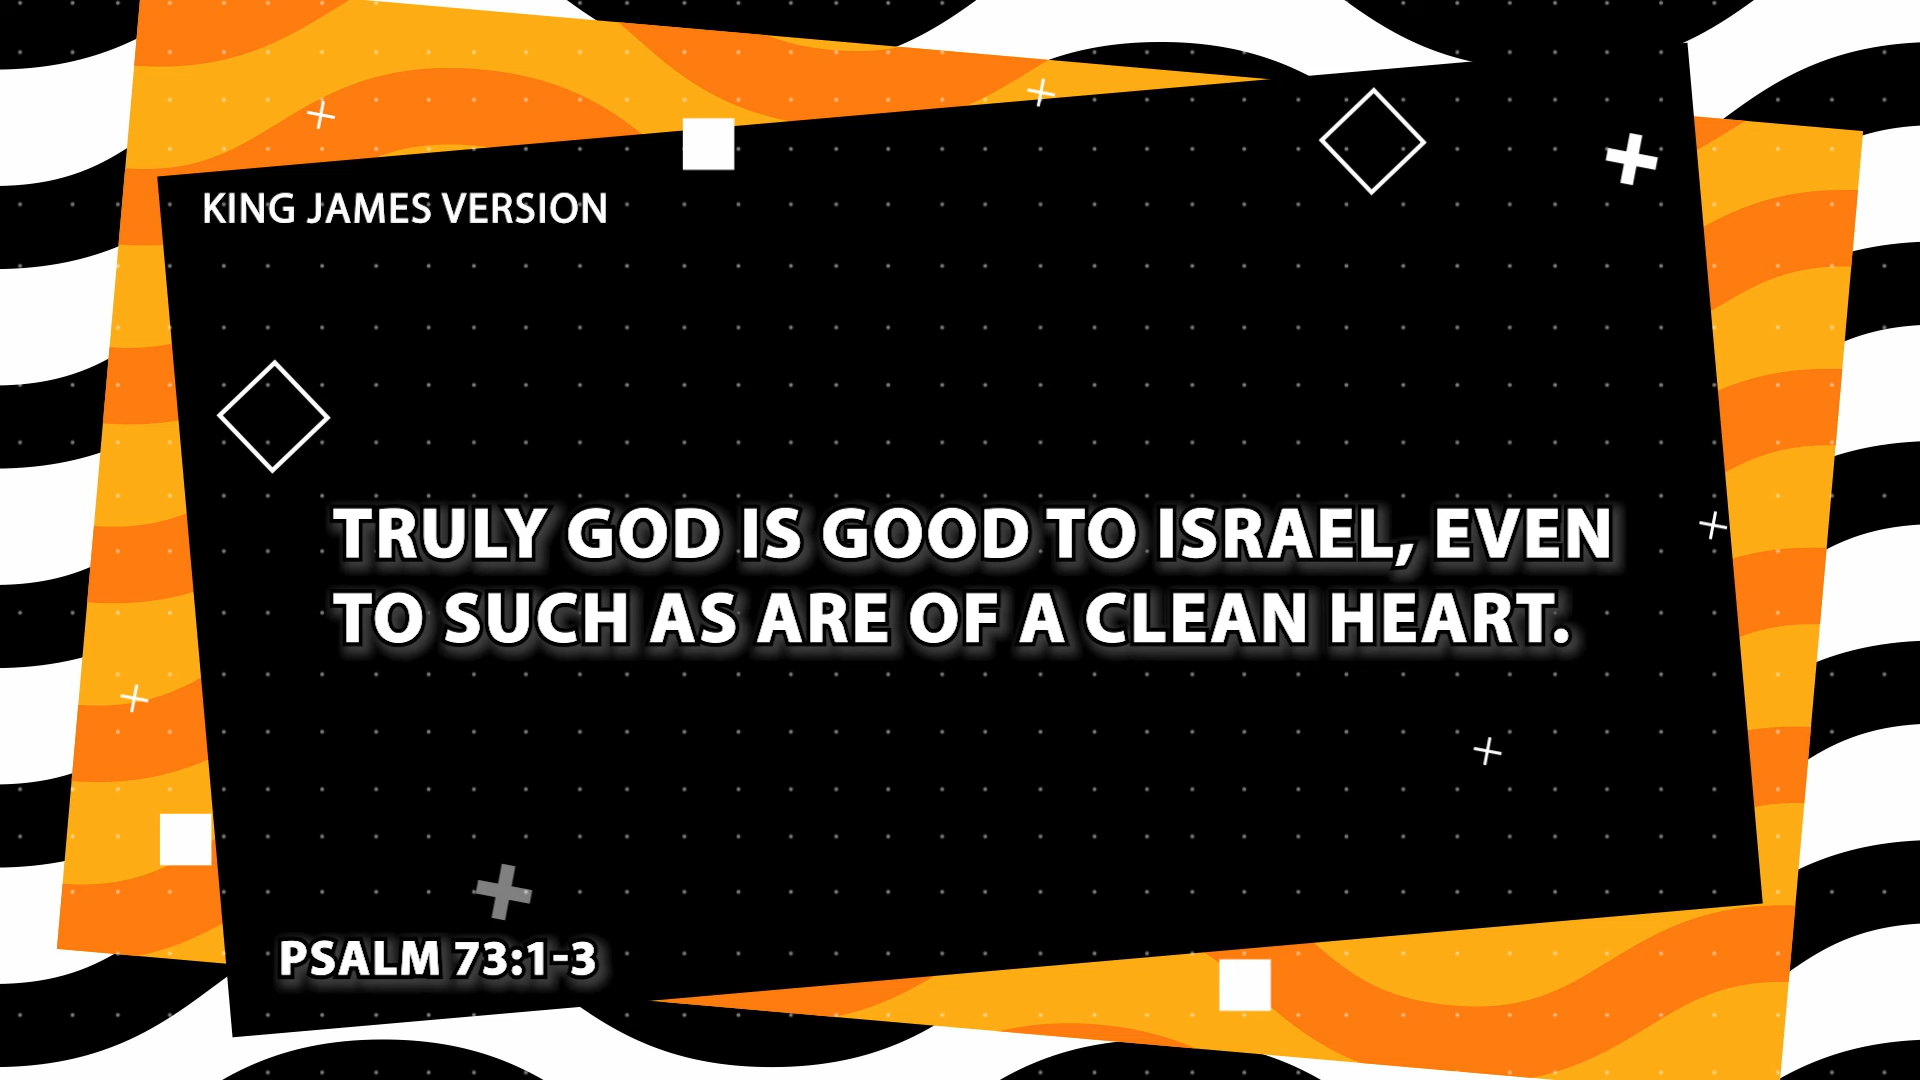 KING JAMES VERSION
TRULY GOD IS GOOD TO ISRAEL, EVEN
TO SUCH AS ARE OF A CLEAN HEART.
PSALM 73:1-3